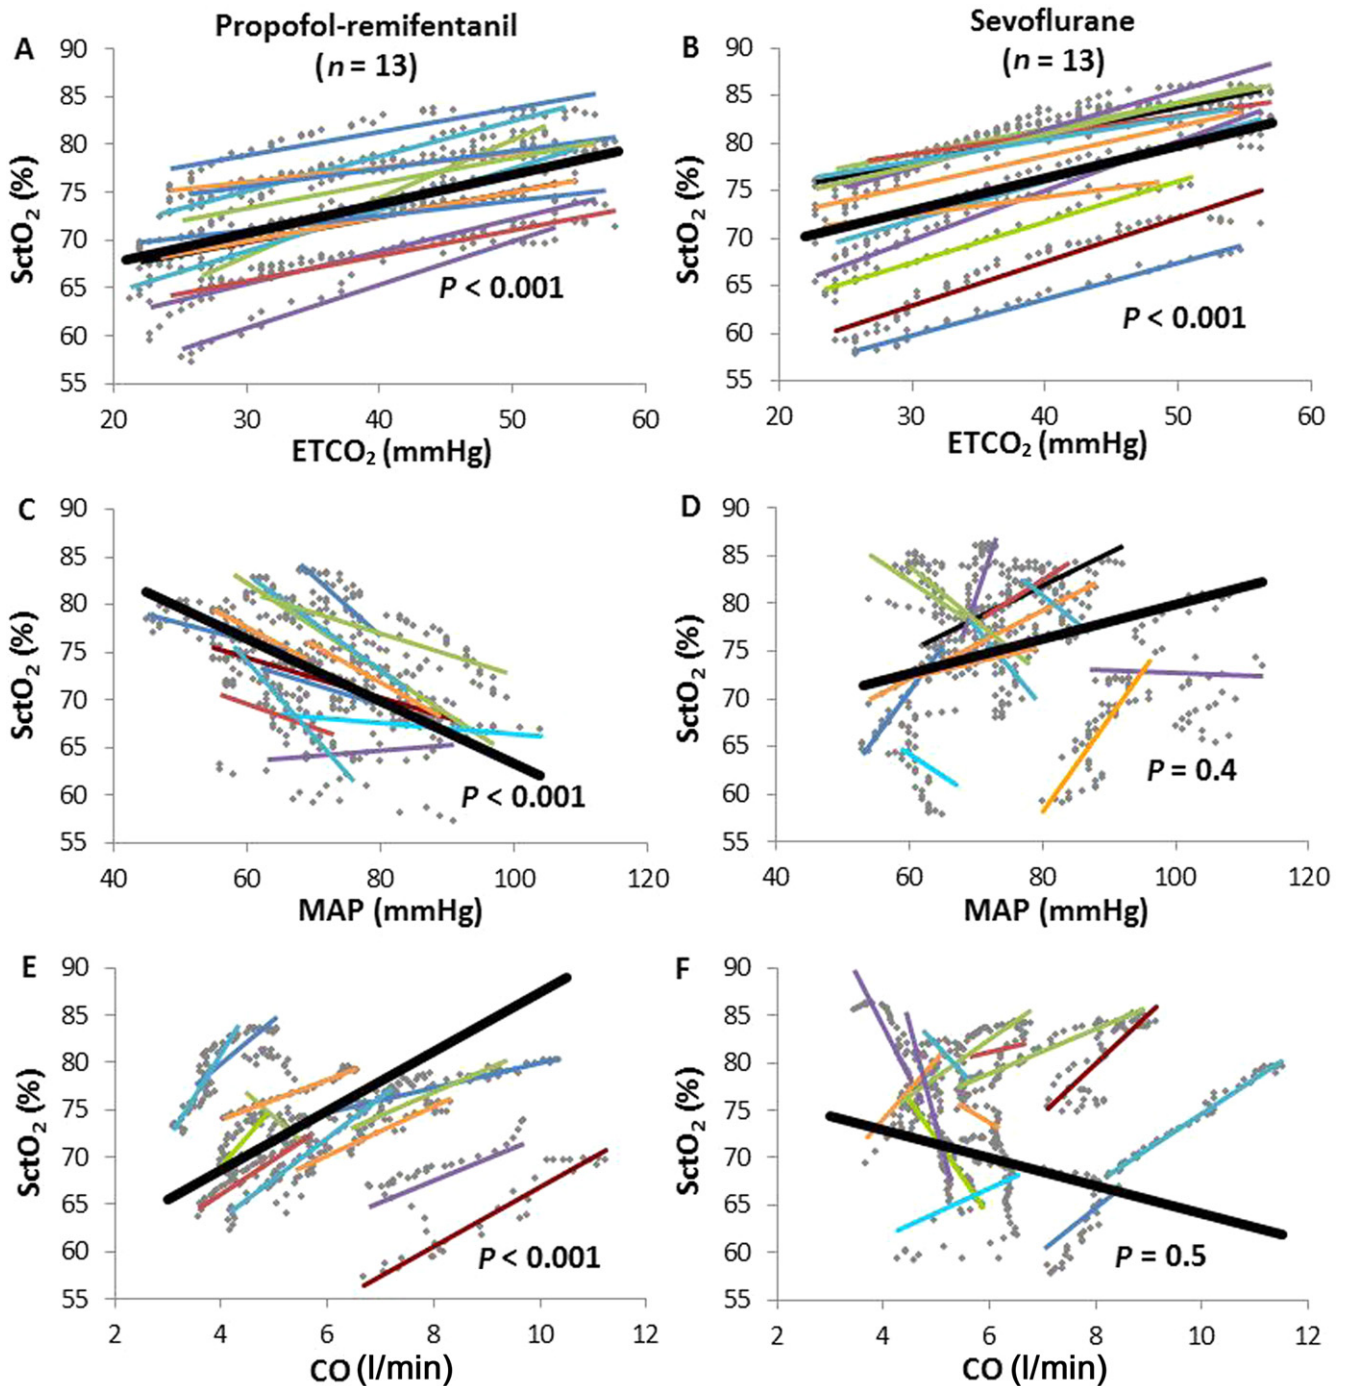 Propofol-remifentanil
(n = 13)
Sevoflurane
(n = 13)
A
90
85
80
75
70
65
60
55
SctO₂ (%)
P < 0.001
20 30 40 50 60
ETCO₂ (mmHg)
B
90
85
80
75
70
65
60
55
SctO₂ (%)
P < 0.001
20 30 40 50 60
ETCO₂ (mmHg)
C
90
85
80
75
70
65
60
55
SctO₂ (%)
P < 0.001
40 60 80 100 120
MAP (mmHg)
D
90
85
80
75
70
65
60
55
SctO₂ (%)
P = 0.4
40 60 80 100 120
MAP (mmHg)
E
90
85
80
75
70
65
60
55
SctO₂ (%)
P < 0.001
2 4 6 8 10 12
CO (l/min)
F
90
85
80
75
70
65
60
55
SctO₂ (%)
P = 0.5
2 4 6 8 10 12
CO (l/min)